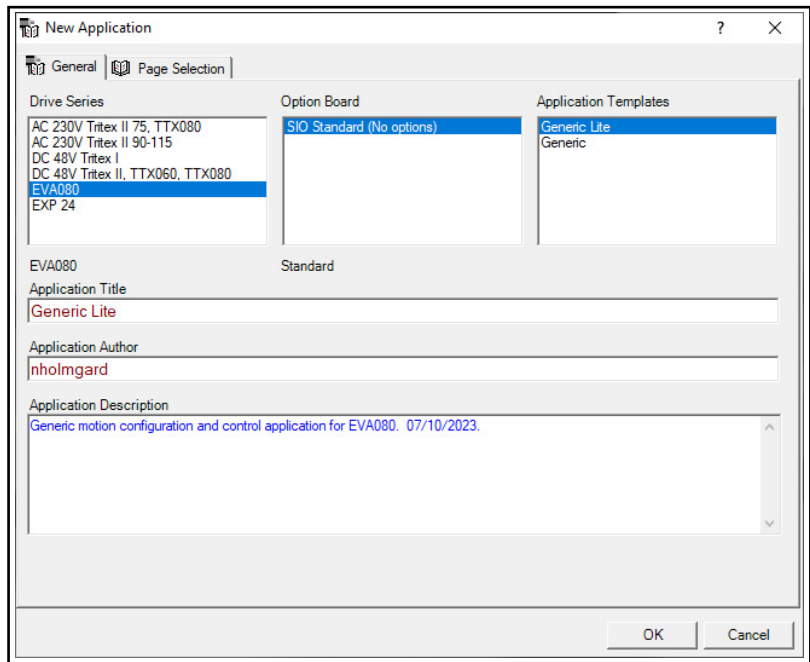 New Application
General
Page Selection
Drive Series
Option Board
Application Templates
AC 230V Tritex II 75, TTX080
AC 230V Tritex II 90-115
DC 48V Tritex I
DC 48V Tritex II, TTX060, TTX080
EVA080
EXP 24
SIO Standard (No options)
Generic Lite
Generic
EVA080
Standard
Application Title
Generic Lite
Application Author
nholmgard
Application Description
Generic motion configuration and control application for EVA080.  07/10/2023.
OK
Cancel